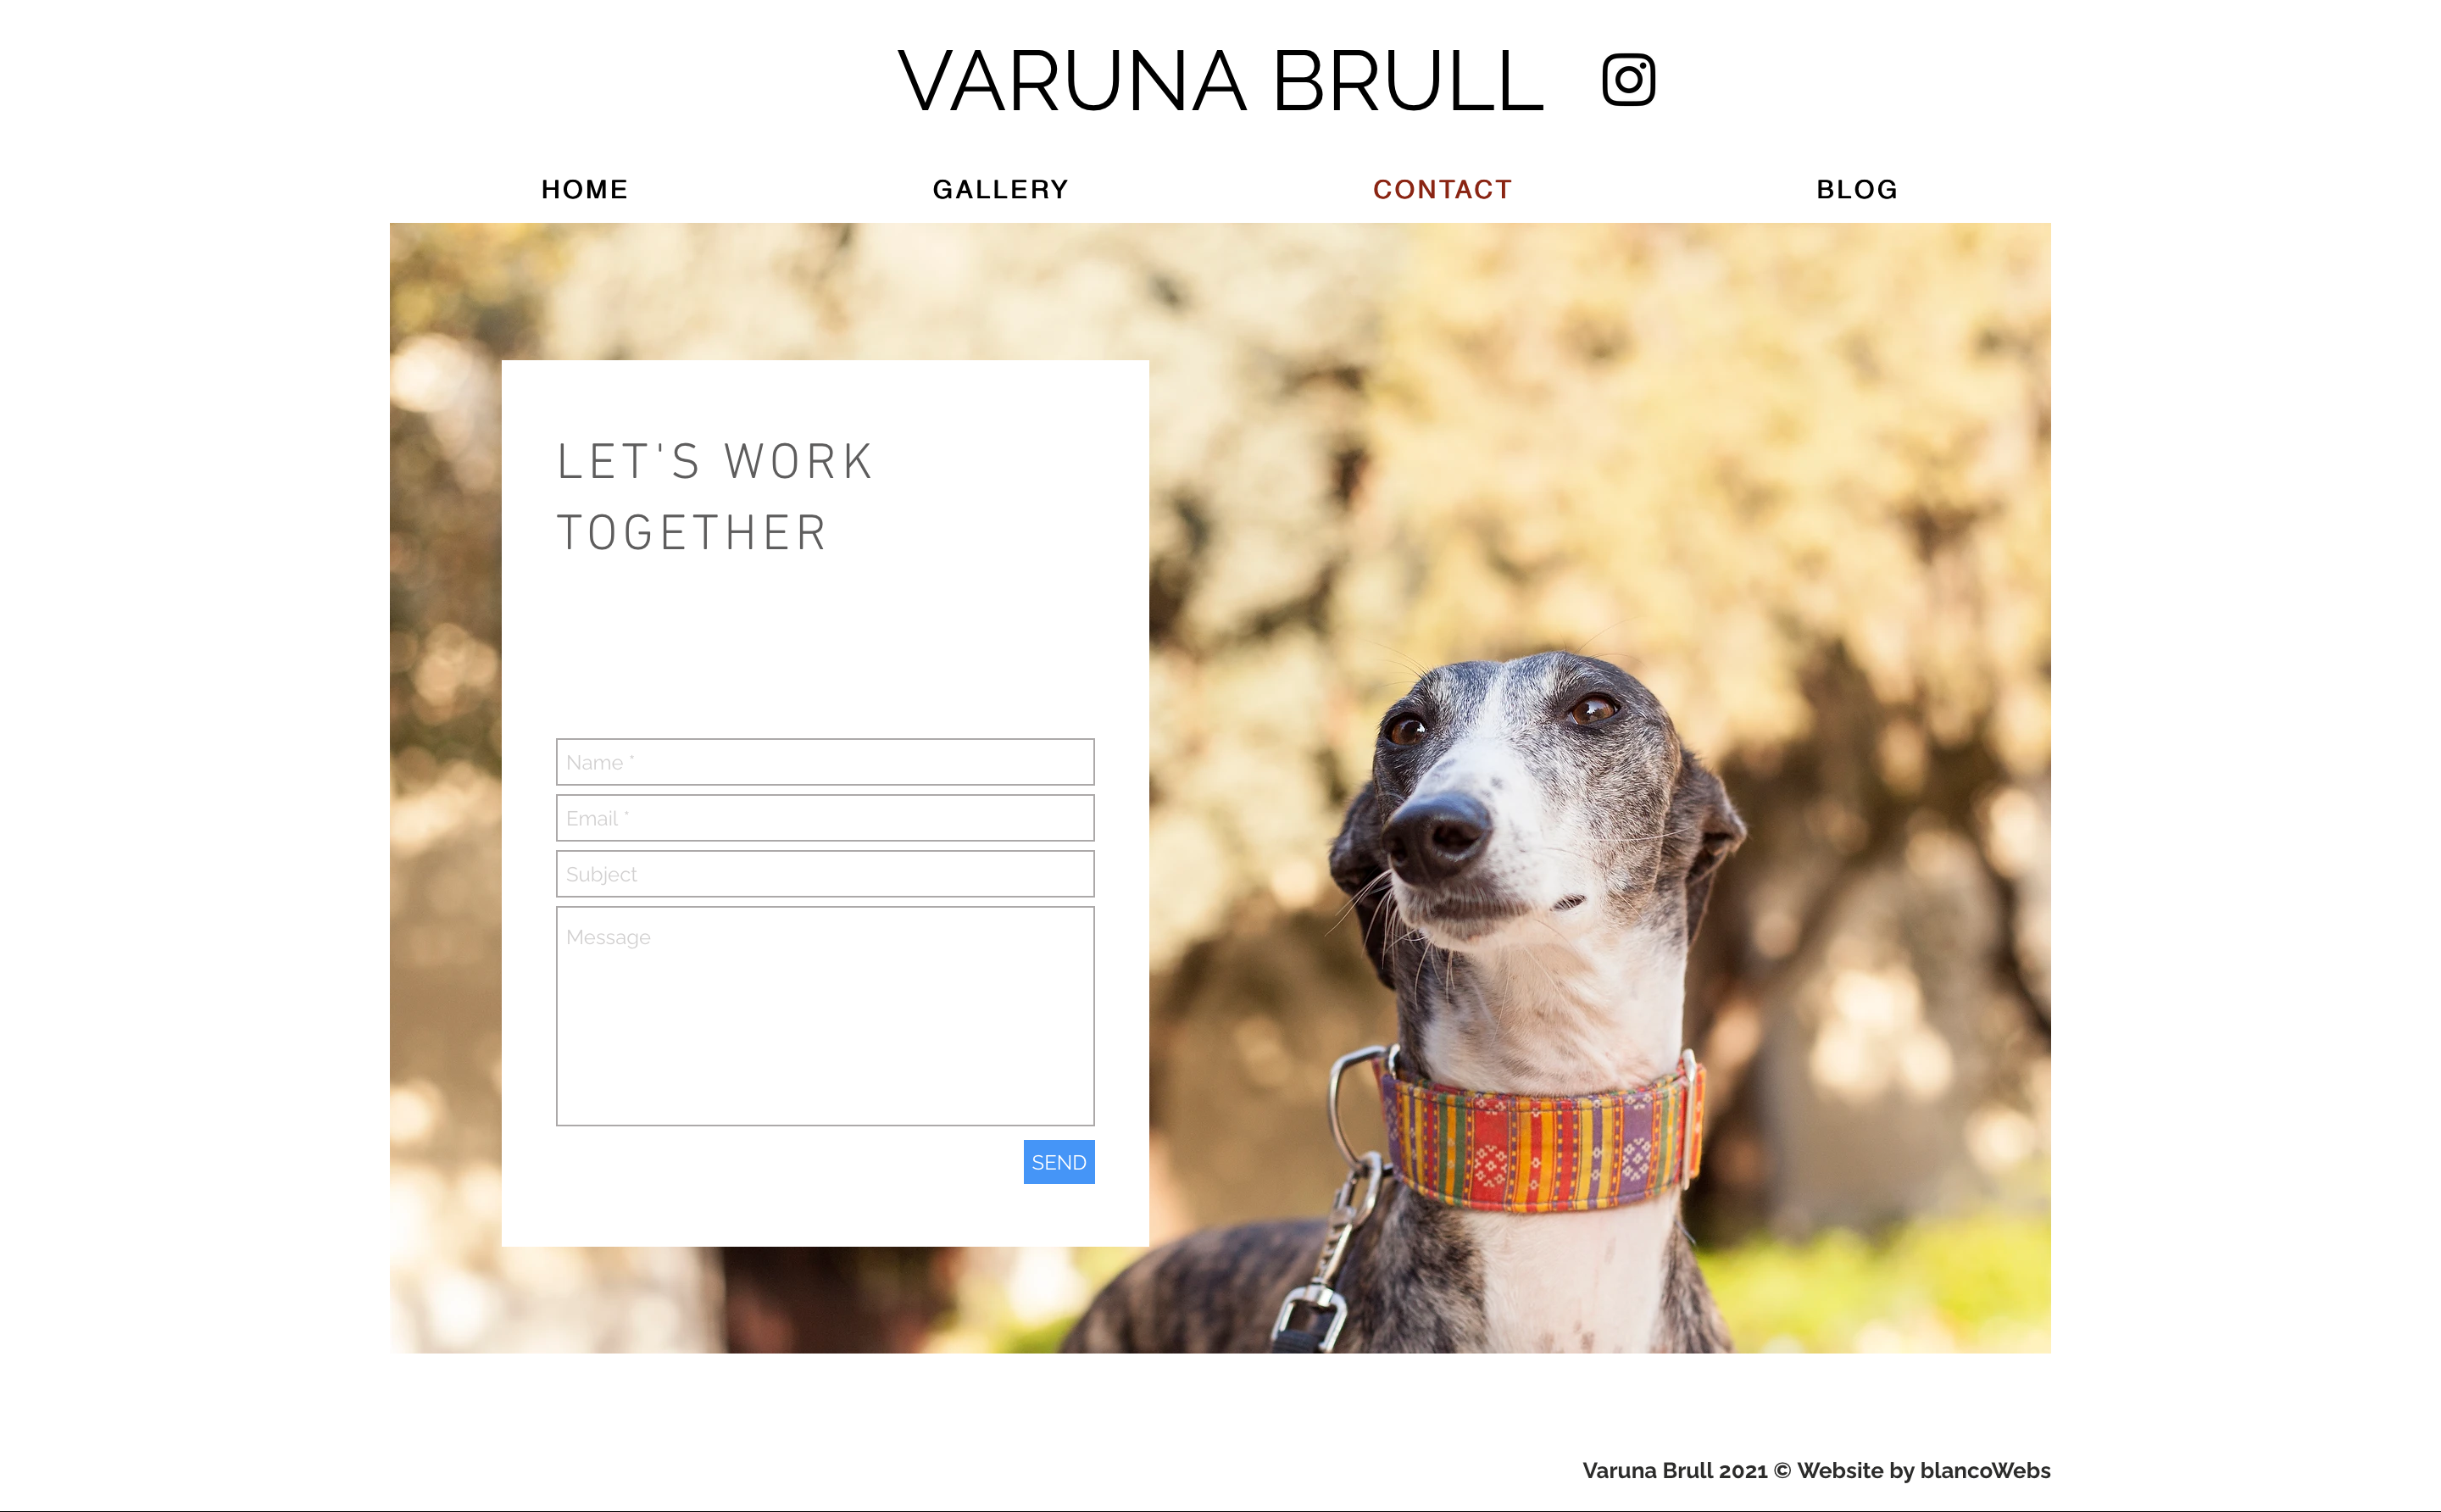 VARUNA BRULL
HOME GALLERY CONTACT BLOG
LET'S WORK
TOGETHER
Name *
Email *
Subject
Message
SEND
Varuna Brull 2021 © Website by blancoWebs